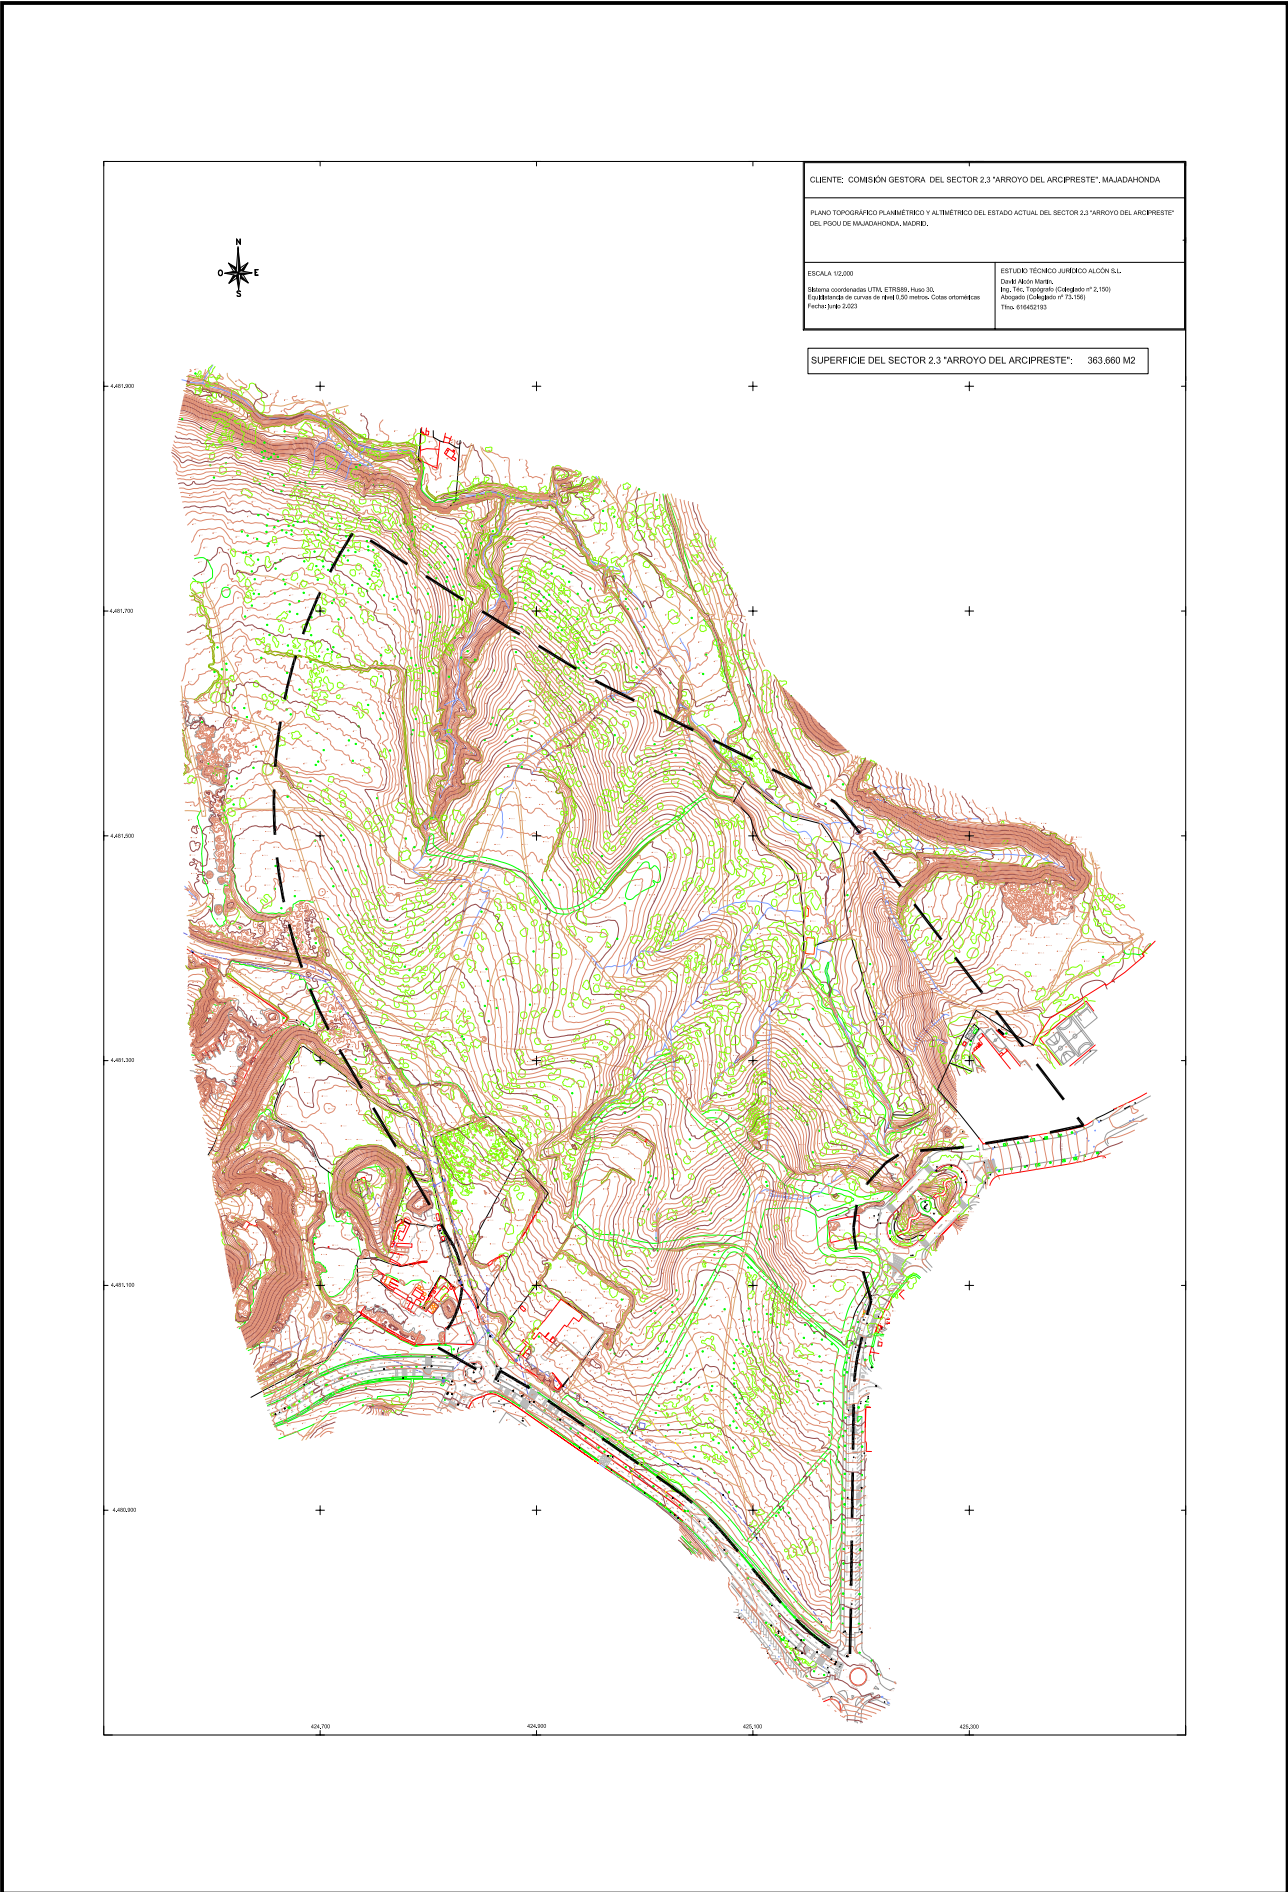 CLIENTE: COMISIÓN GESTORA DEL SECTOR 2.3 "ARROYO DEL ARCIPRESTE". MAJADAHONDA
PLANO TOPOGRÁFICO PLANIMÉTRICO Y ALTIMÉTRICO DEL ESTADO ACTUAL DEL SECTOR 2.3 "ARROYO DEL ARCIPRESTE"
DEL PGOU DE MAJADAHONDA. MADRID.
ESCALA 1/2.000
Sistema coordenadas UTM. ETRS89. Huso 30.
Equidistancia de curvas de nivel 0,50 metros. Cotas ortométricas
Fecha: junio 2.023
ESTUDIO TÉCNICO JURÍDICO ALCÓN S.L.
David Alcón Martín.
Ing. Téc. Topógrafo (Colegiado nº 2.150)
Abogado (Colegiado nº 73.156)
Tfno. 616452193
SUPERFICIE DEL SECTOR 2.3 "ARROYO DEL ARCIPRESTE": 363.660 M2
N
O E
S
4,481,900
4,481,700
4,481,500
4,481,300
4,481,100
4,480,900
424,700
424,900
425,100
425,300